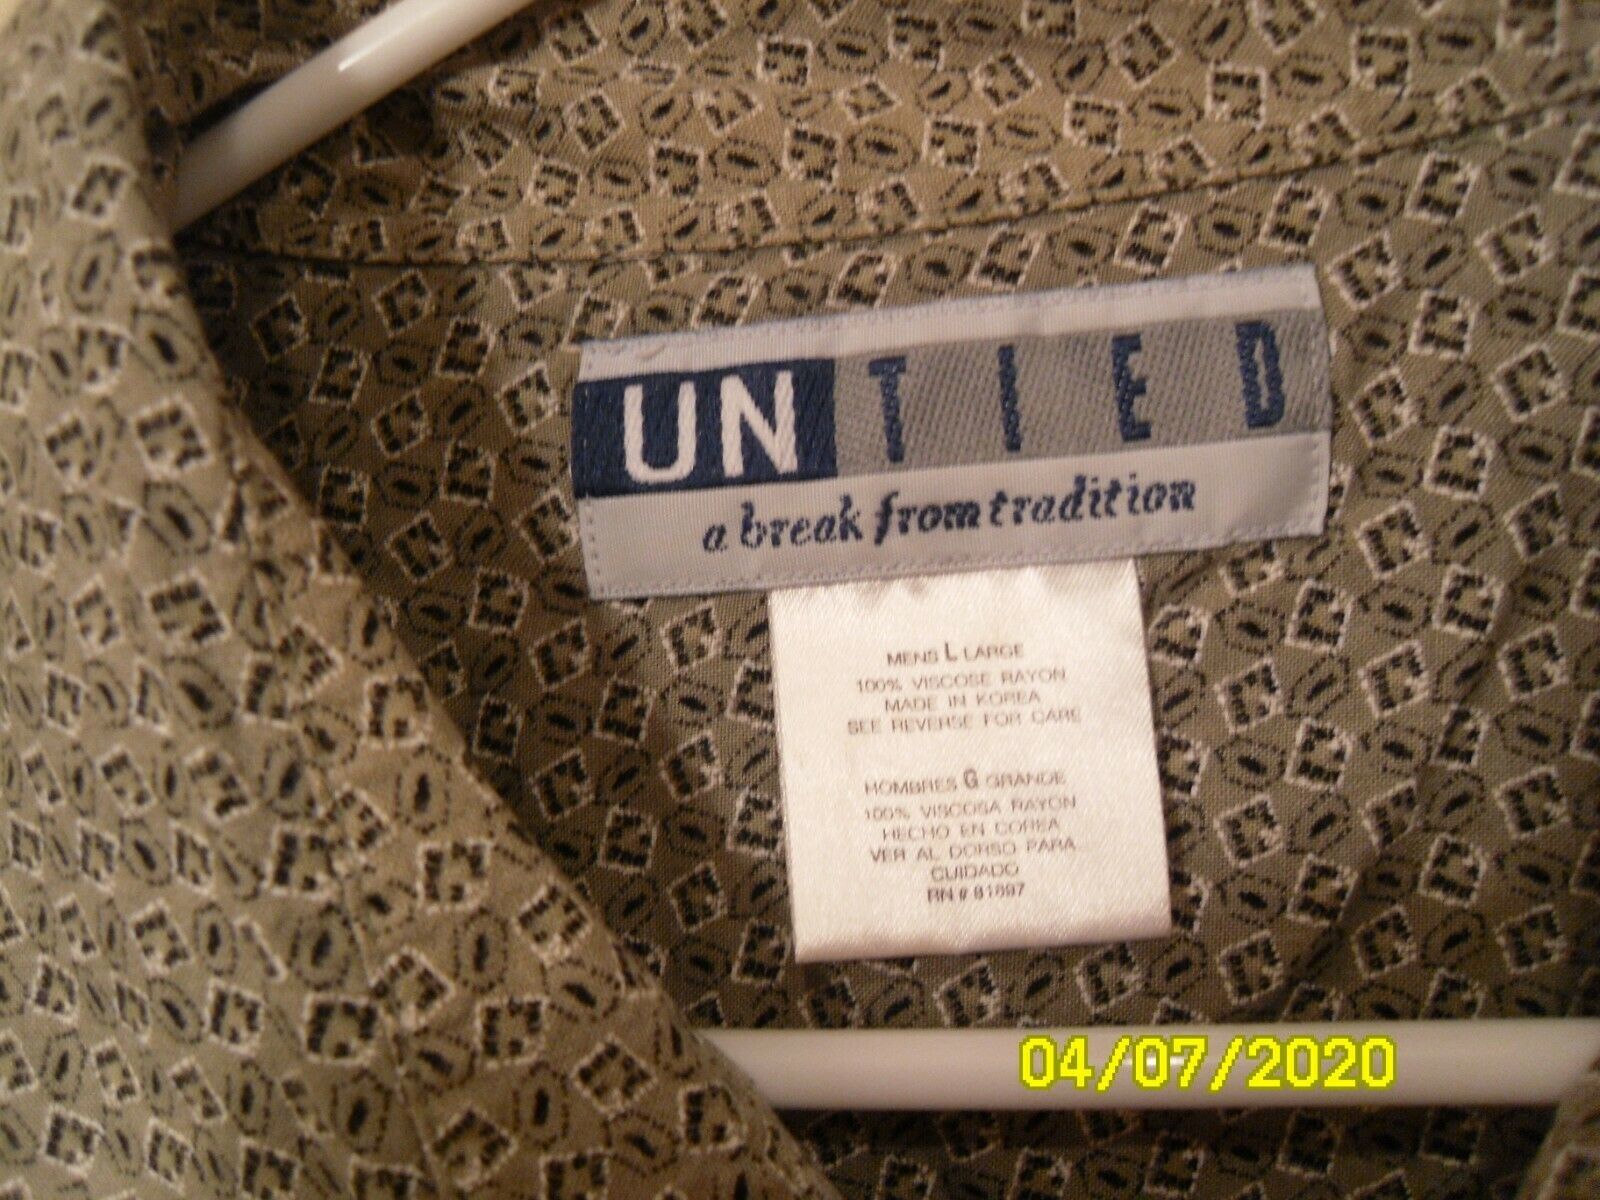 UNTIED
a break from tradition
MENS L LARGE
100% VISCOSE RAYON
MADE IN KOREA
SEE REVERSE FOR CARE
HOMBRES G GRANDE
100% VISCOSA RAYON
HECHO EN COREA
VER AL DORSO PARA
CUIDADO
RN # 81897
04/07/2020